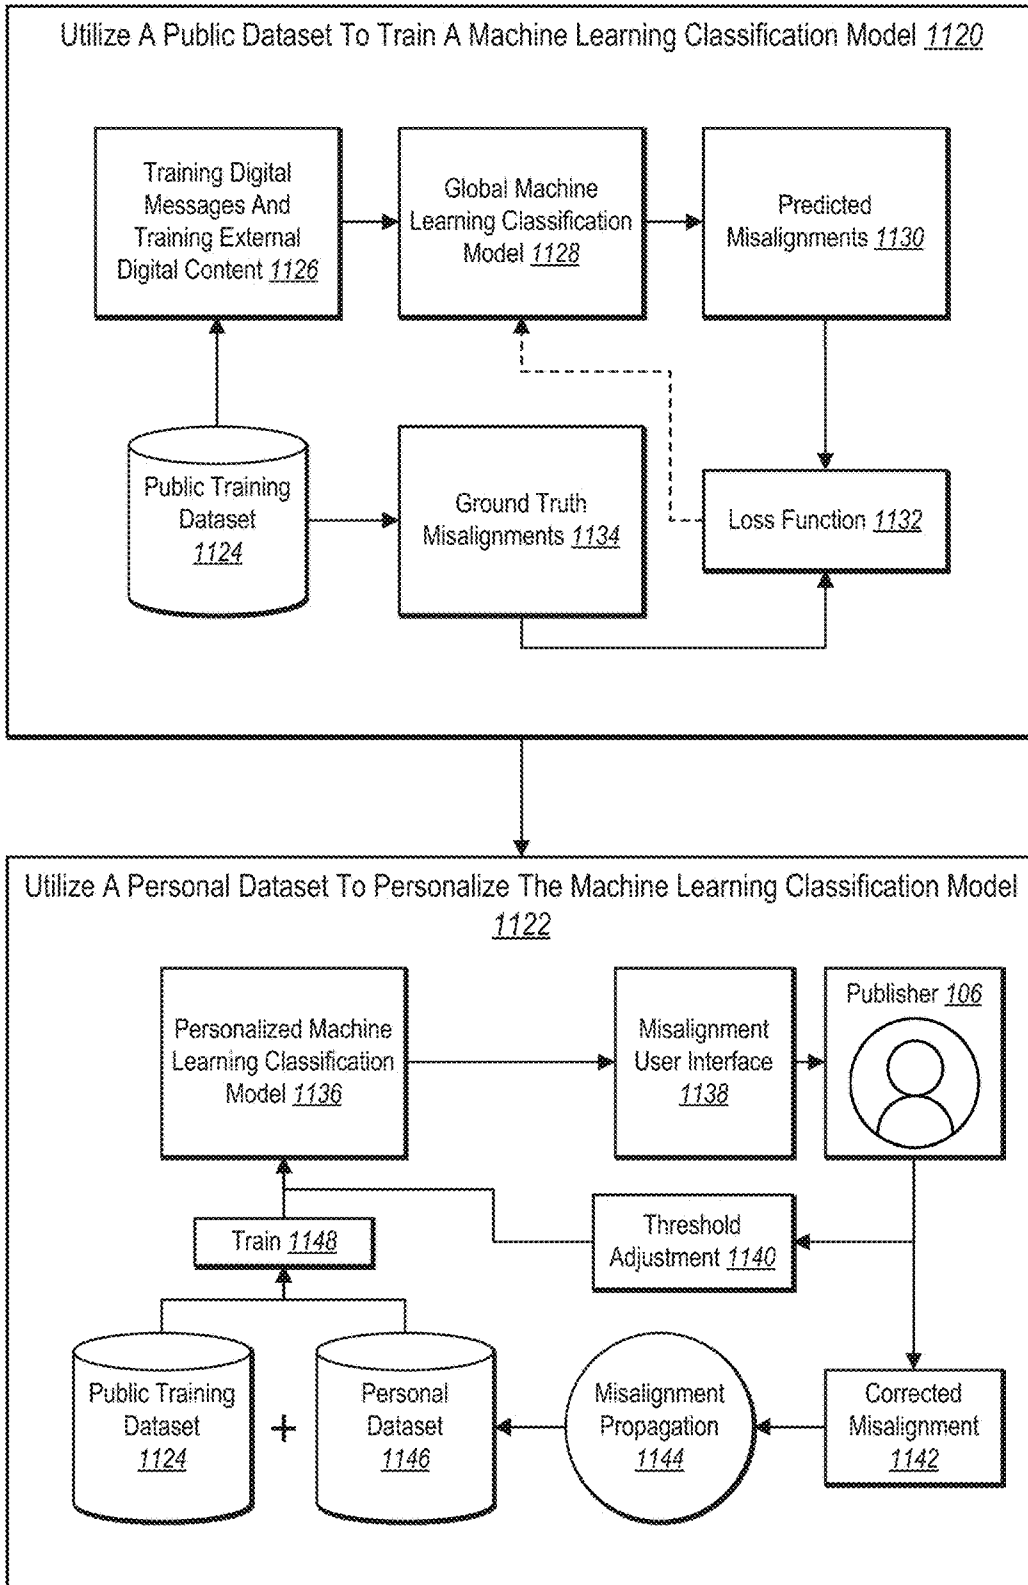 Utilize A Public Dataset To Train A Machine Learning Classification Model 1120
Training Digital
Messages And
Training External
Digital Content 1126
Global Machine
Learning Classification
Model 1128
Predicted
Misalignments 1130
Public Training
Dataset
1124
Ground Truth
Misalignments 1134
Loss Function 1132
Utilize A Personal Dataset To Personalize The Machine Learning Classification Model
1122
Personalized Machine
Learning Classification
Model 1136
Misalignment
User Interface
1138
Publisher 106
Train 1148
Threshold
Adjustment 1140
Public Training
Dataset
1124
+
Personal
Dataset
1146
Misalignment
Propagation
1144
Corrected
Misalignment
1142